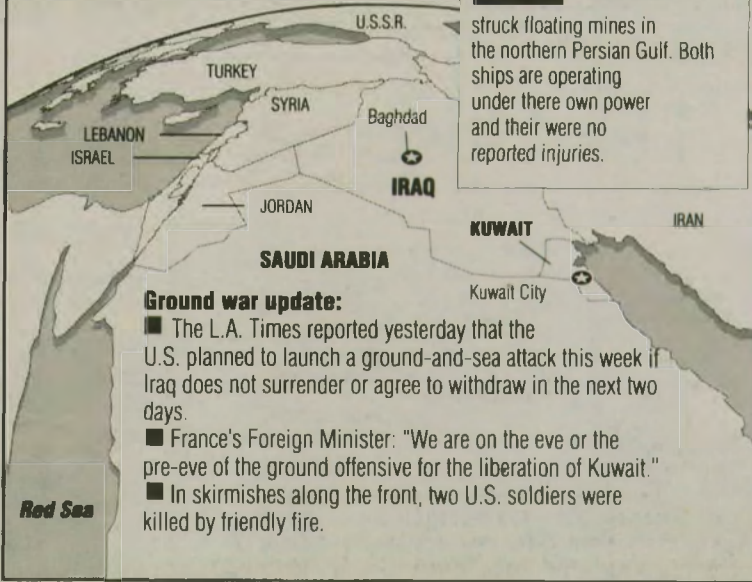 struck floating mines in
the northern Persian Gulf. Both
ships are operating
under there own power
and their were no
reported injuries.
U.S.S.R.
TURKEY
SYRIA
LEBANON
ISRAEL
Baghdad
IRAQ
JORDAN
KUWAIT
IRAN
SAUDI ARABIA
Kuwait City
Ground war update:
■ The L.A. Times reported yesterday that the
U.S. planned to launch a ground-and-sea attack this week if
Iraq does not surrender or agree to withdraw in the next two
days.
■ France's Foreign Minister: "We are on the eve or the
pre-eve of the ground offensive for the liberation of Kuwait."
■ In skirmishes along the front, two U.S. soldiers were
killed by friendly fire.
Red Sea